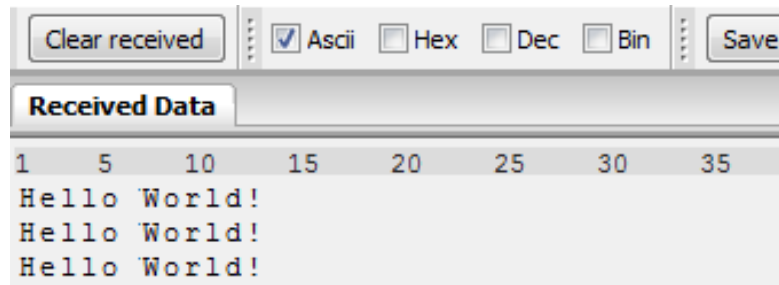 Clear received Ascii Hex Dec Bin Save
Received Data
1 5 10 15 20 25 30 35
Hello World!
Hello World!
Hello World!